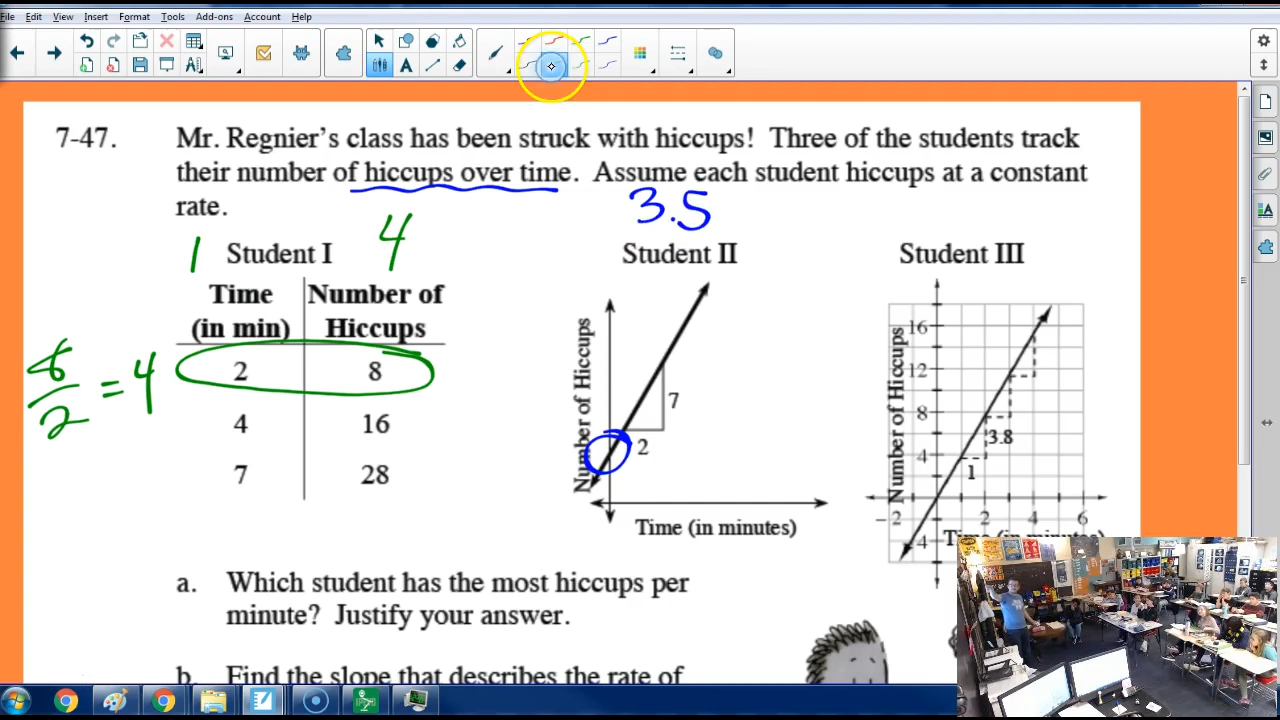 File Edit View Insert Format Tools Add-ons Account Help
7-47. Mr. Regnier's class has been struck with hiccups! Three of the students track
their number of hiccups over time. Assume each student hiccups at a constant
rate.
3.5
1 4
Student I
Student II
Student III
Time Number of
(in min) Hiccups
2 8
4 16
7 28
8/2 = 4
Number of Hiccups
7
2
Time (in minutes)
Number of Hiccups
16
12
8
4
3.8
1
-2 2 4 6
-4
a. Which student has the most hiccups per
minute? Justify your answer.
b. Find the slope that describes the rate of